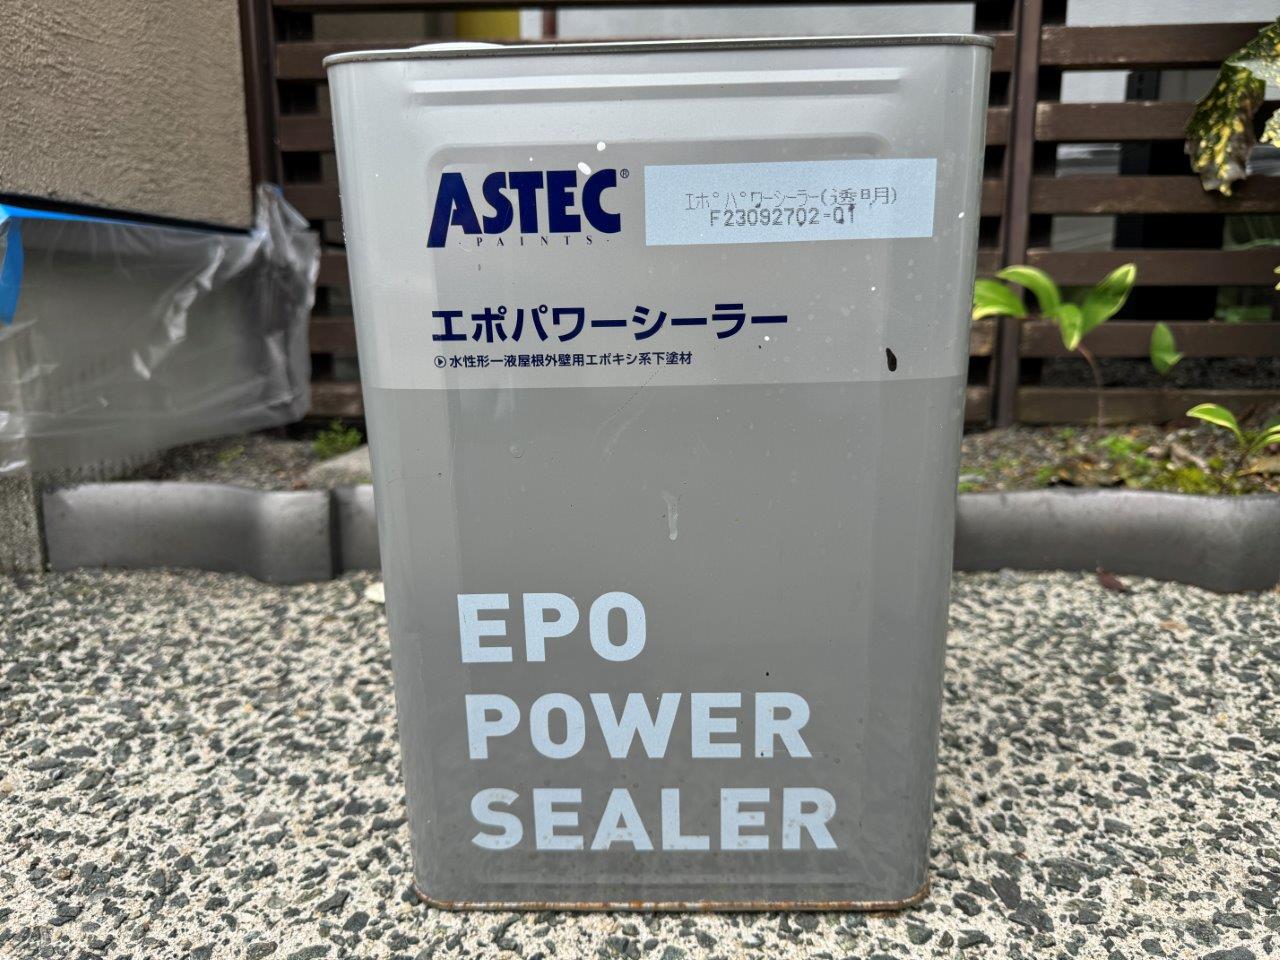 ASTEC®
・PAINTS・
エポパワーシーラー(透明)
F23092702-01
エポパワーシーラー
水性形一液屋根外壁用エポキシ系下塗材
EPO
POWER
SEALER